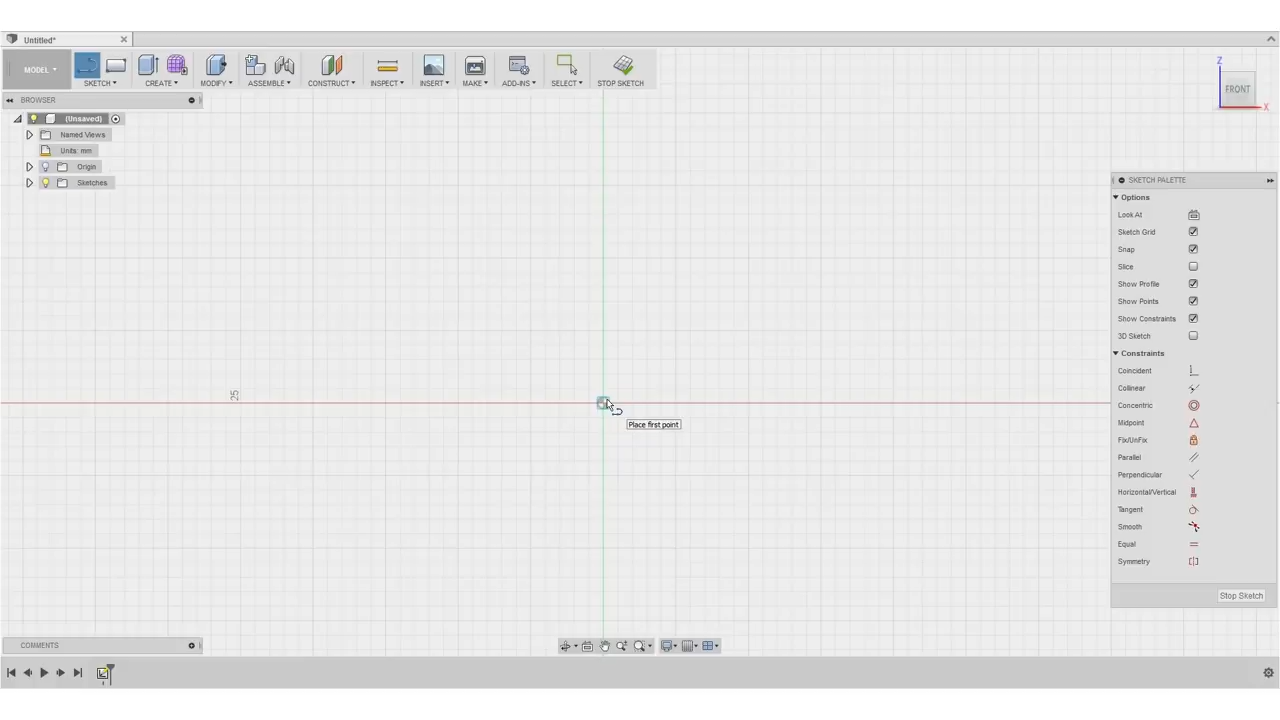 Untitled*
MODEL
SKETCH
CREATE
MODIFY
ASSEMBLE
CONSTRUCT
INSPECT
INSERT
MAKE
ADD-INS
SELECT
STOP SKETCH
Z
FRONT
X
BROWSER
(Unsaved)
Named Views
Units: mm
Origin
Sketches
25
Place first point
SKETCH PALETTE
Options
Look At
Sketch Grid
Snap
Slice
Show Profile
Show Points
Show Constraints
3D Sketch
Constraints
Coincident
Collinear
Concentric
Midpoint
Fix/UnFix
Parallel
Perpendicular
Horizontal/Vertical
Tangent
Smooth
Equal
Symmetry
Stop Sketch
COMMENTS